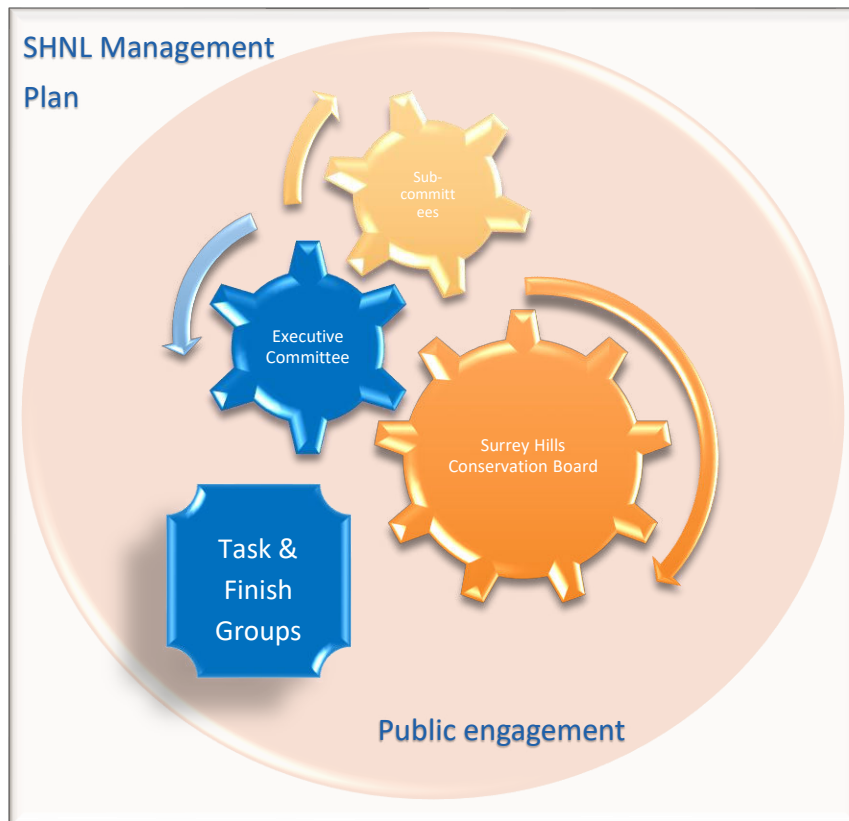 SHNL Management
Plan
Sub-
committ
ees
Executive
Committee
Surrey Hills
Conservation Board
Task &
Finish
Groups
Public engagement